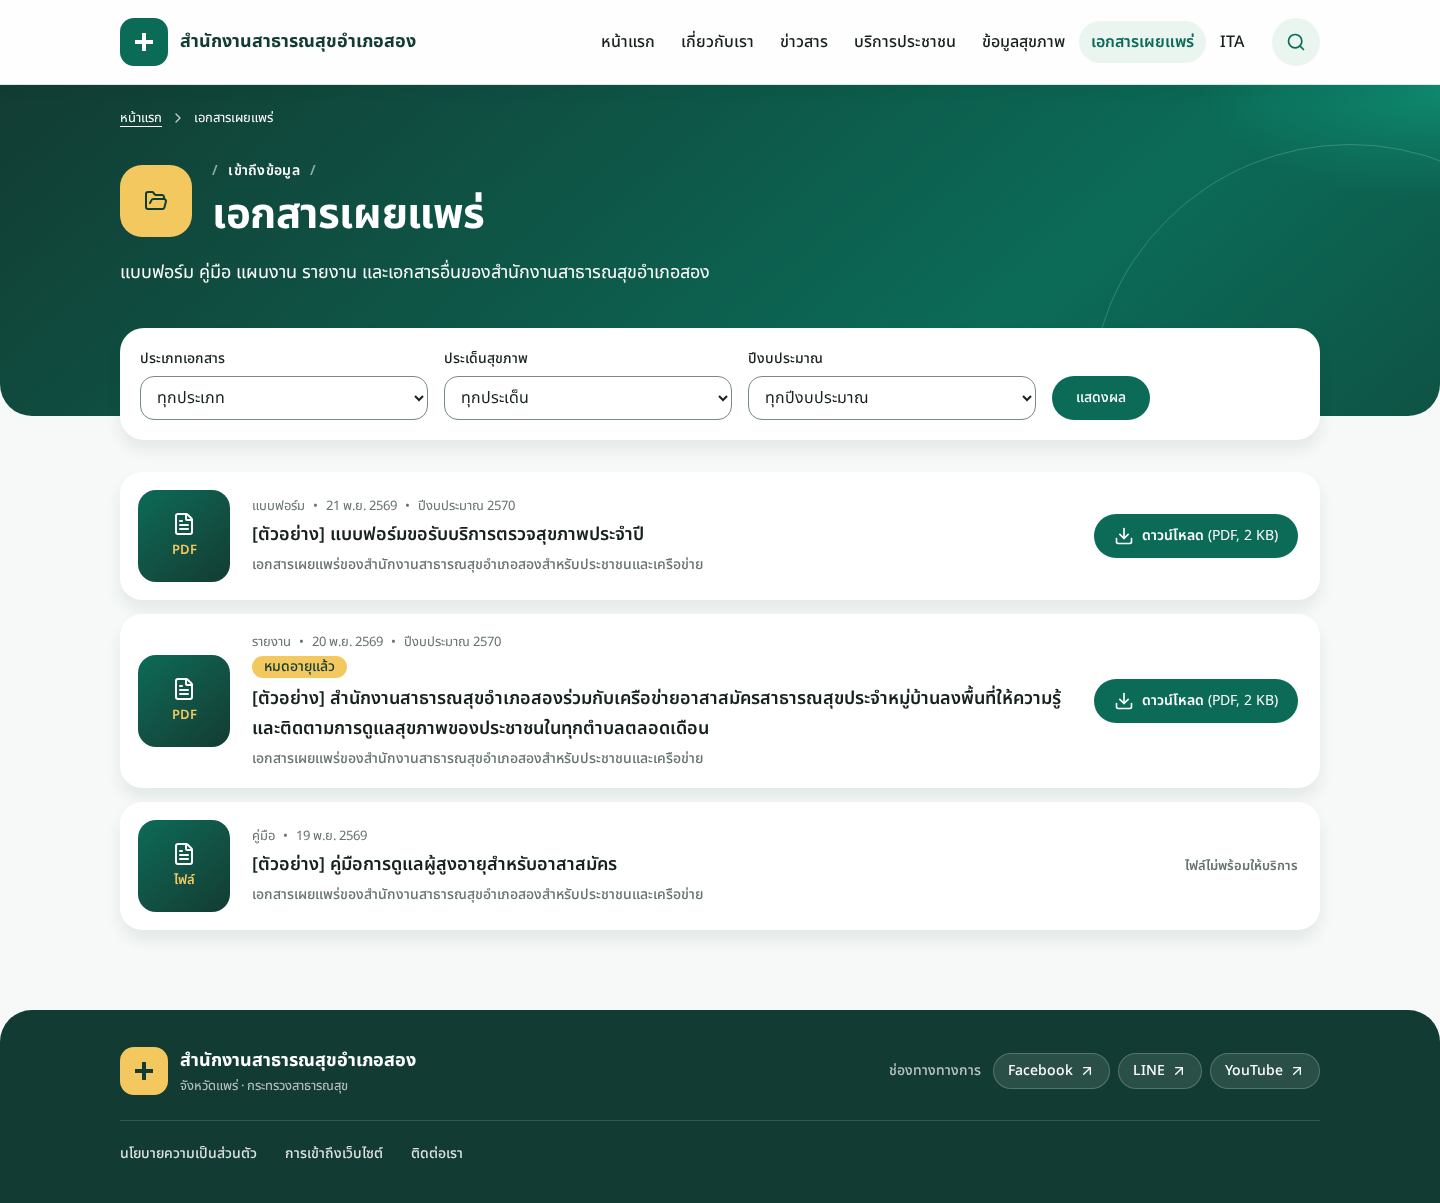 สำนักงานสาธารณสุขอำเภอสอง
หน้าแรก เกี่ยวกับเรา ข่าวสาร บริการประชาชน ข้อมูลสุขภาพ เอกสารเผยแพร่ ITA
หน้าแรก เอกสารเผยแพร่
/ เข้าถึงข้อมูล /
เอกสารเผยแพร่
แบบฟอร์ม คู่มือ แผนงาน รายงาน และเอกสารอื่นของสำนักงานสาธารณสุขอำเภอสอง
ประเภทเอกสาร ประเด็นสุขภาพ ปีงบประมาณ
ทุกประเภท ทุกประเด็น ทุกปีงบประมาณ แสดงผล
แบบฟอร์ม • 21 พ.ย. 2569 • ปีงบประมาณ 2570
[ตัวอย่าง] แบบฟอร์มขอรับบริการตรวจสุขภาพประจำปี
เอกสารเผยแพร่ของสำนักงานสาธารณสุขอำเภอสองสำหรับประชาชนและเครือข่าย
PDF
ดาวน์โหลด (PDF, 2 KB)
รายงาน • 20 พ.ย. 2569 • ปีงบประมาณ 2570
หมดอายุแล้ว
[ตัวอย่าง] สำนักงานสาธารณสุขอำเภอสองร่วมกับเครือข่ายอาสาสมัครสาธารณสุขประจำหมู่บ้านลงพื้นที่ให้ความรู้
และติดตามการดูแลสุขภาพของประชาชนในทุกตำบลตลอดเดือน
เอกสารเผยแพร่ของสำนักงานสาธารณสุขอำเภอสองสำหรับประชาชนและเครือข่าย
PDF
ดาวน์โหลด (PDF, 2 KB)
คู่มือ • 19 พ.ย. 2569
[ตัวอย่าง] คู่มือการดูแลผู้สูงอายุสำหรับอาสาสมัคร
เอกสารเผยแพร่ของสำนักงานสาธารณสุขอำเภอสองสำหรับประชาชนและเครือข่าย
ไฟล์
ไฟล์ไม่พร้อมให้บริการ
สำนักงานสาธารณสุขอำเภอสอง
จังหวัดแพร่ · กระทรวงสาธารณสุข
ช่องทางทางการ Facebook LINE YouTube
นโยบายความเป็นส่วนตัว การเข้าถึงเว็บไซต์ ติดต่อเรา